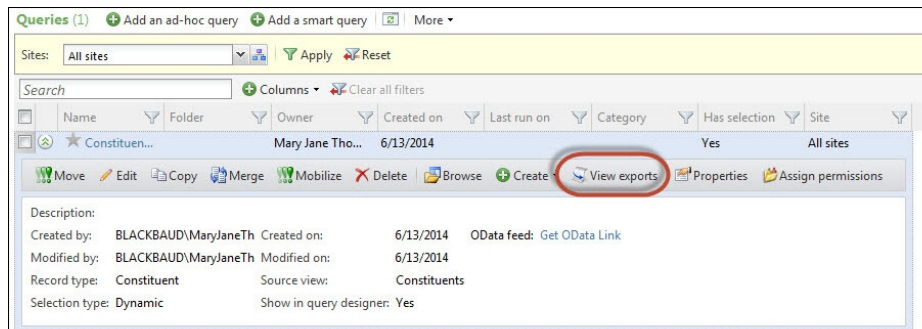 Queries (1) Add an ad-hoc query Add a smart query More
Sites: All sites Apply Reset
Search Columns Clear all filters
Name Folder Owner Created on Last run on Category Has selection Site
Constituen... Mary Jane Tho... 6/13/2014 Yes All sites
Move Edit Copy Merge Mobilize Delete Browse Create View exports Properties Assign permissions
Description:
Created by: BLACKBAUD\MaryJaneTh Created on: 6/13/2014 OData feed: Get OData Link
Modified by: BLACKBAUD\MaryJaneTh Modified on: 6/13/2014
Record type: Constituent Source view: Constituents
Selection type: Dynamic Show in query designer: Yes